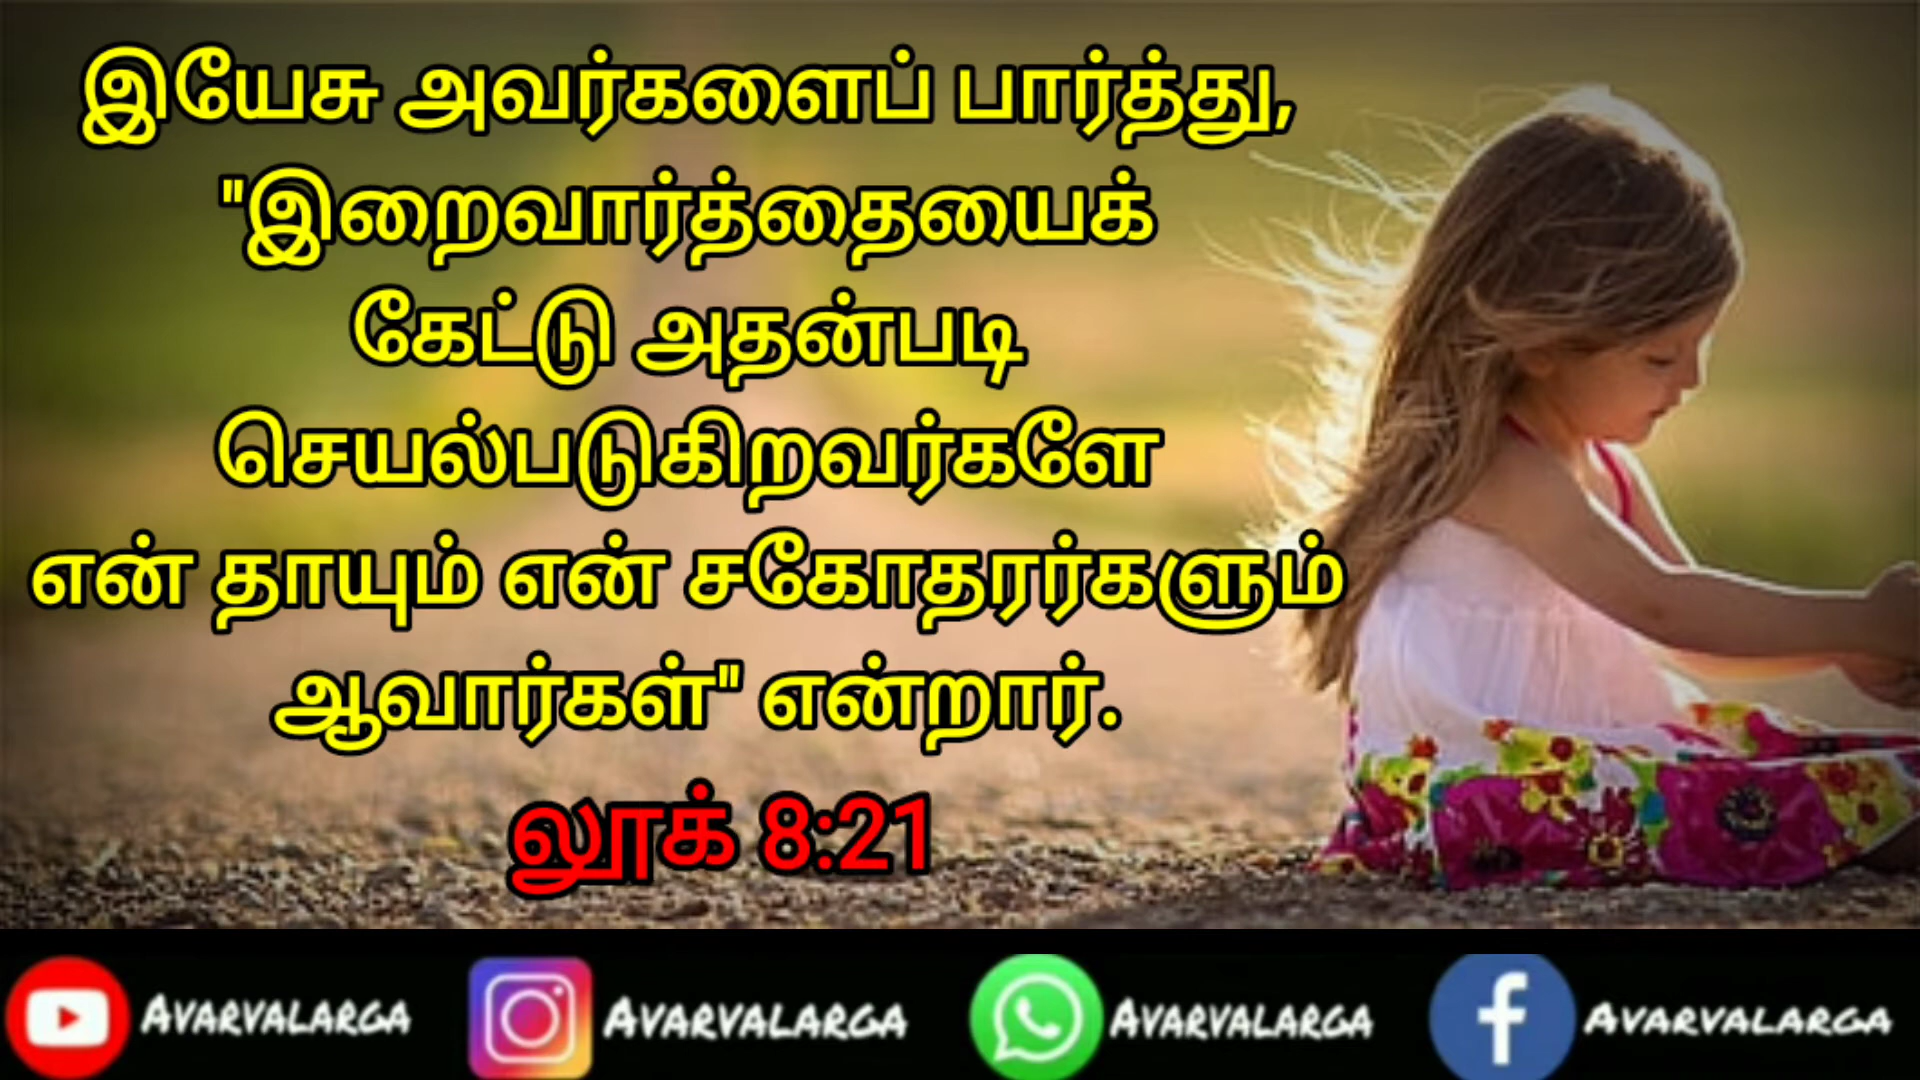 இயேசு அவர்களைப் பார்த்து,
"இறைவார்த்தையைக்
கேட்டு அதன்படி
செயல்படுகிறவர்களே
என் தாயும் என் சகோதரர்களும்
ஆவார்கள்" என்றார்.
லூக் 8:21
AVARVALARGA AVARVALARGA AVARVALARGA AVARVALARGA